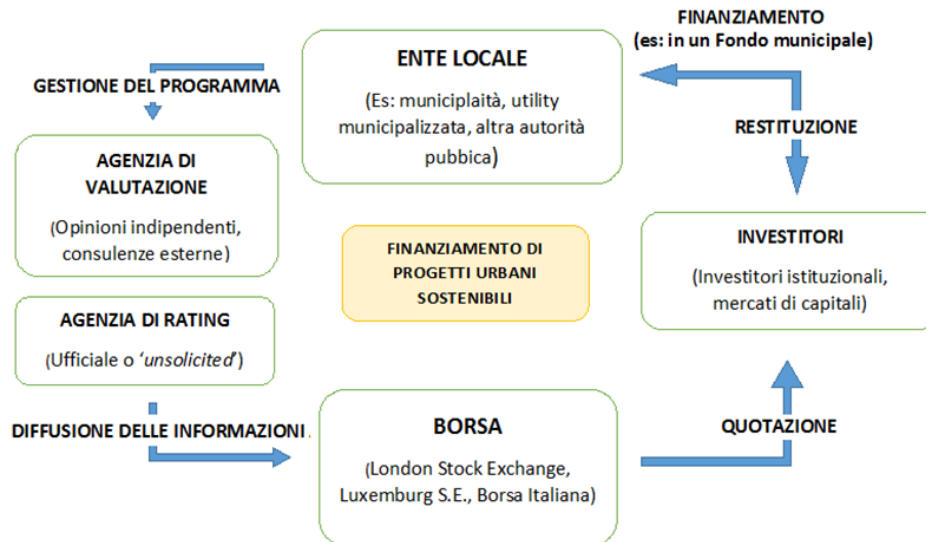 FINANZIAMENTO
(es: in un Fondo municipale)
ENTE LOCALE
(Es: municiplaità, utility
municipalizzata, altra autorità
pubbica)
GESTIONE DEL PROGRAMMA
RESTITUZIONE
AGENZIA DI
VALUTAZIONE
(Opinioni indipendenti,
consulenze esterne)
FINANZIAMENTO DI
PROGETTI URBANI
SOSTENIBILI
INVESTITORI
(Investitori istituzionali,
mercati di capitali)
AGENZIA DI RATING
(Ufficiale o ‘unsolicited’)
DIFFUSIONE DELLE INFORMAZIONI.
BORSA
(London Stock Exchange,
Luxemburg S.E., Borsa Italiana)
QUOTAZIONE